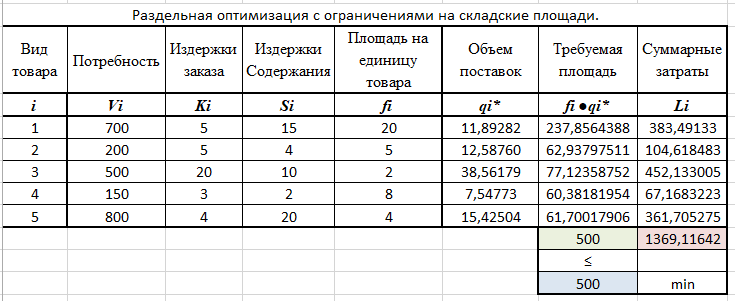 Раздельная оптимизация с ограничениями на складские площади.
Вид товара Потребность Издержки заказа Издержки Содержания Площадь на единицу товара Объем поставок Требуемая площадь Суммарные затраты
i Vi Ki Si fi qi* fi ●qi* Li
1 700 5 15 20 11,89282 237,8564388 383,49133
2 200 5 4 5 12,58760 62,93797511 104,618483
3 500 20 10 2 38,56179 77,12358752 452,133005
4 150 3 2 8 7,54773 60,38181954 67,1683223
5 800 4 20 4 15,42504 61,70017906 361,705275
500 1369,11642
≤
500 min